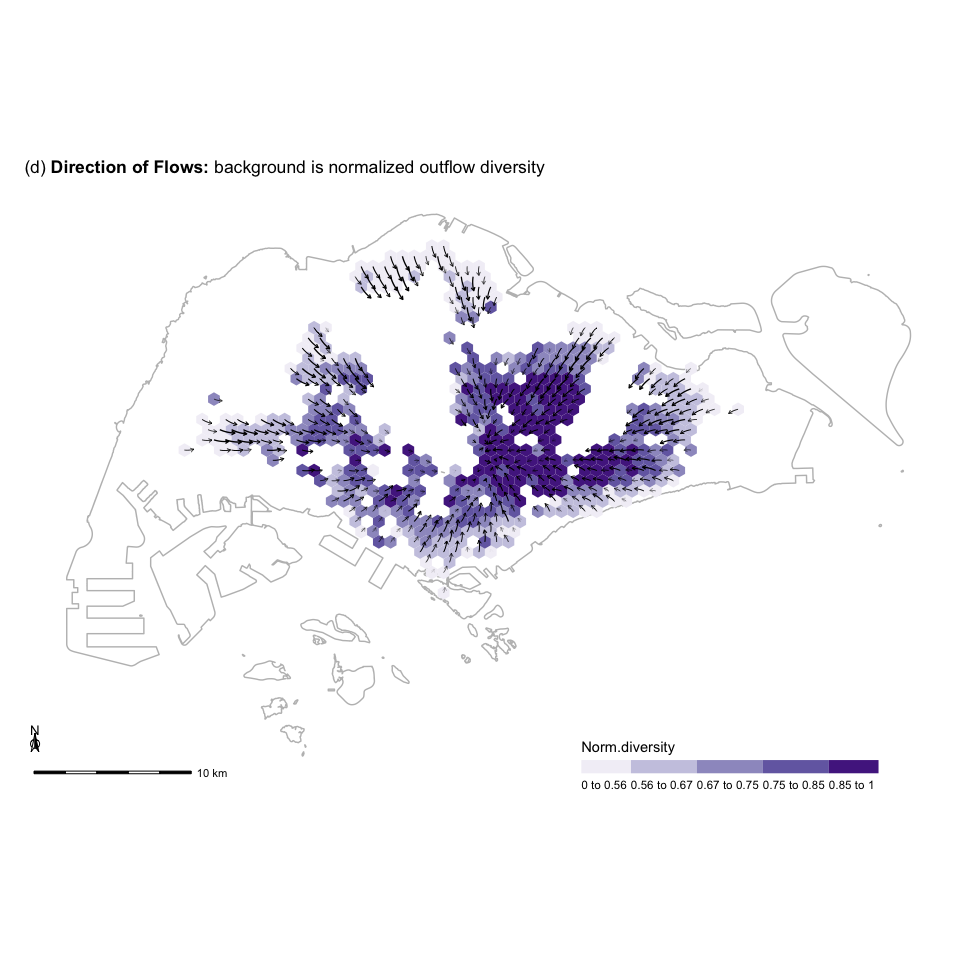 (d) Direction of Flows: background is normalized outflow diversity
N
10 km
Norm.diversity
0 to 0.56 0.56 to 0.67 0.67 to 0.75 0.75 to 0.85 0.85 to 1